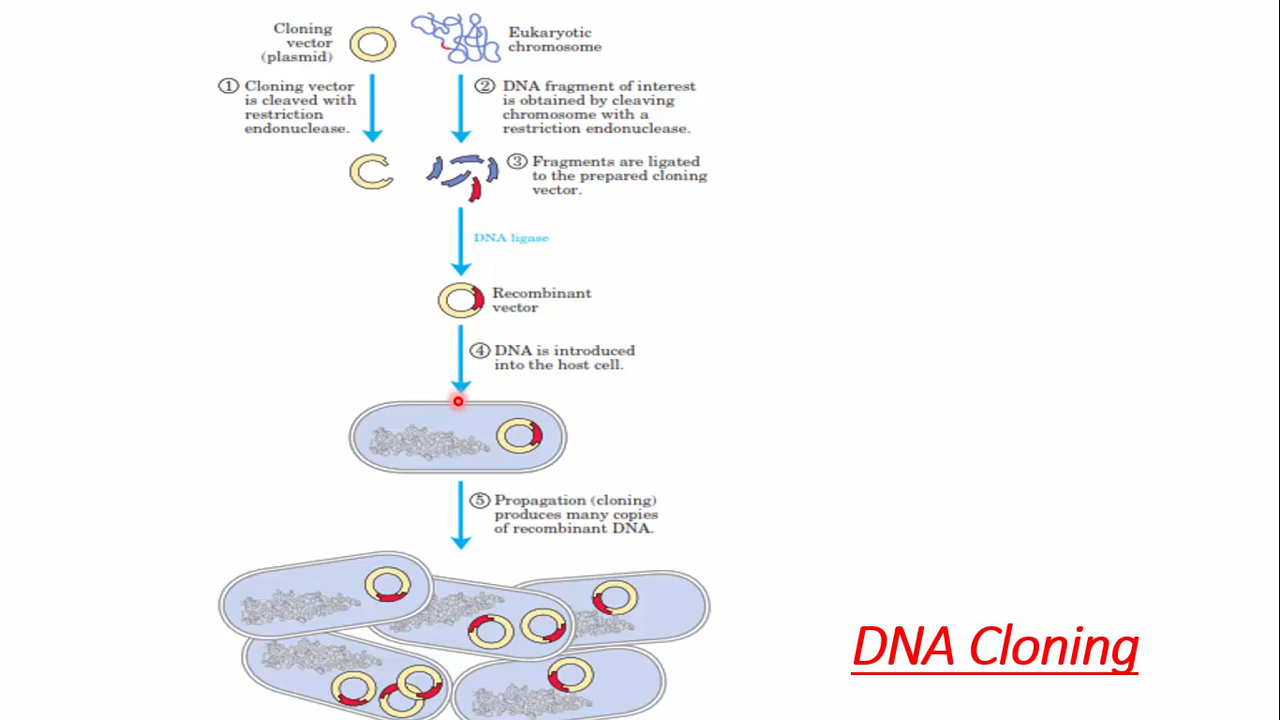 Cloning
vector
(plasmid)
Eukaryotic
chromosome
① Cloning vector
is cleaved with
restriction
endonuclease.
② DNA fragment of interest
is obtained by cleaving
chromosome with a
restriction endonuclease.
③ Fragments are ligated
to the prepared cloning
vector.
DNA ligase
Recombinant
vector
④ DNA is introduced
into the host cell.
⑤ Propagation (cloning)
produces many copies
of recombinant DNA.
DNA Cloning